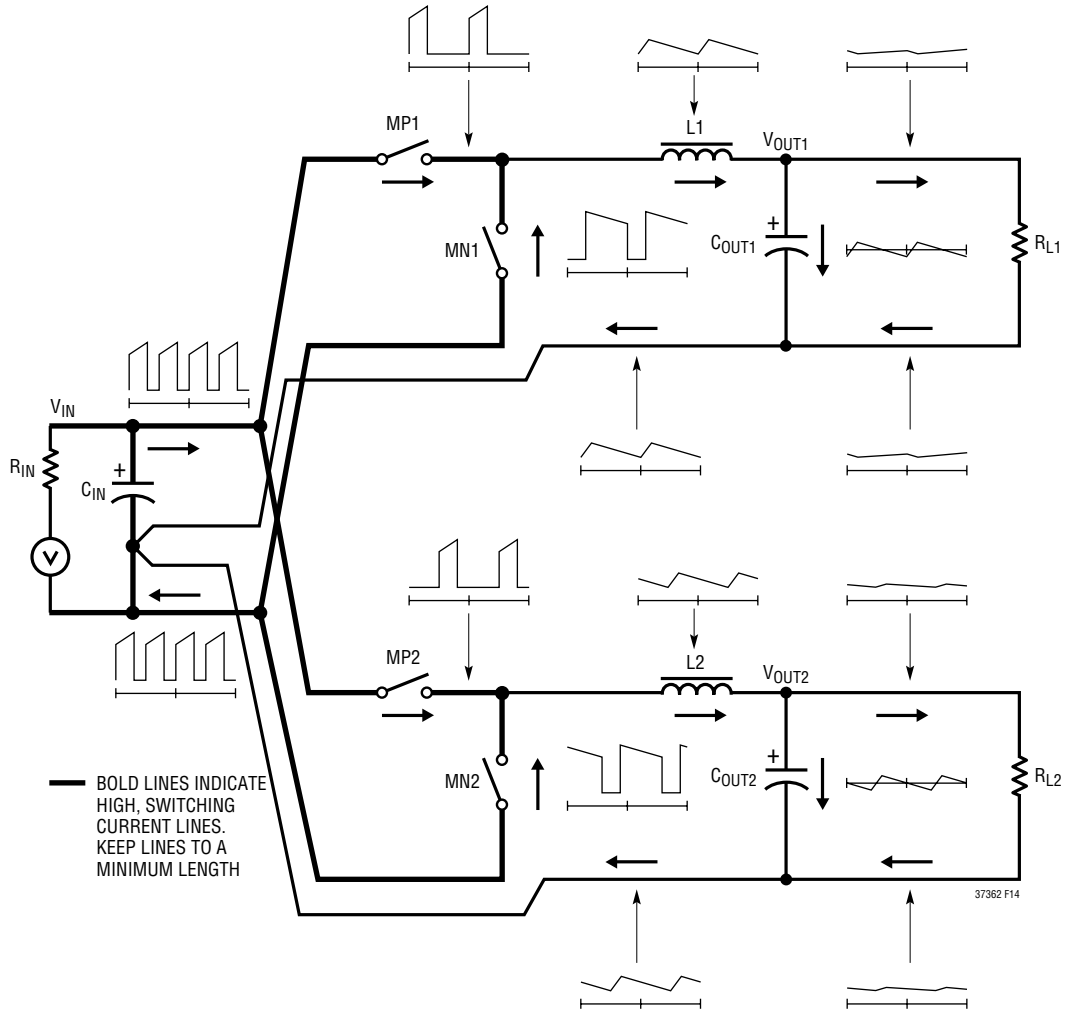 MP1
L1
VOUT1
MN1
+
COUT1
RL1
VIN
RIN
+
CIN
V
MP2
L2
VOUT2
MN2
+
COUT2
RL2
BOLD LINES INDICATE
HIGH, SWITCHING
CURRENT LINES.
KEEP LINES TO A
MINIMUM LENGTH
37362 F14